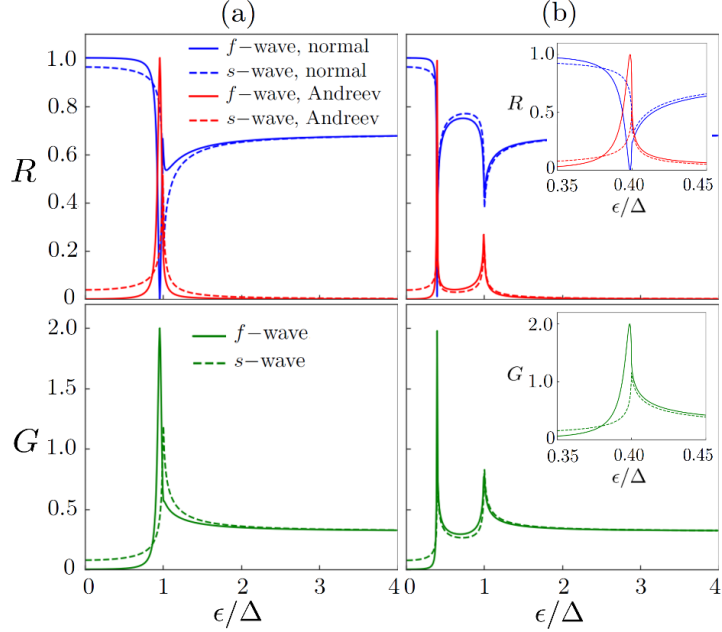 (a)
(b)
R
1.0
0.8
0.6
0.4
0.2
0
f−wave, normal
s−wave, normal
f−wave, Andreev
s−wave, Andreev
R
1.0
0.5
0
0.35
0.40
0.45
ϵ/Δ
G
2.0
1.5
1.0
0.5
0
f−wave
s−wave
0
1
2
3
4
ϵ/Δ
G
2.0
1.0
0
0.35
0.40
0.45
ϵ/Δ
0
1
2
3
4
ϵ/Δ